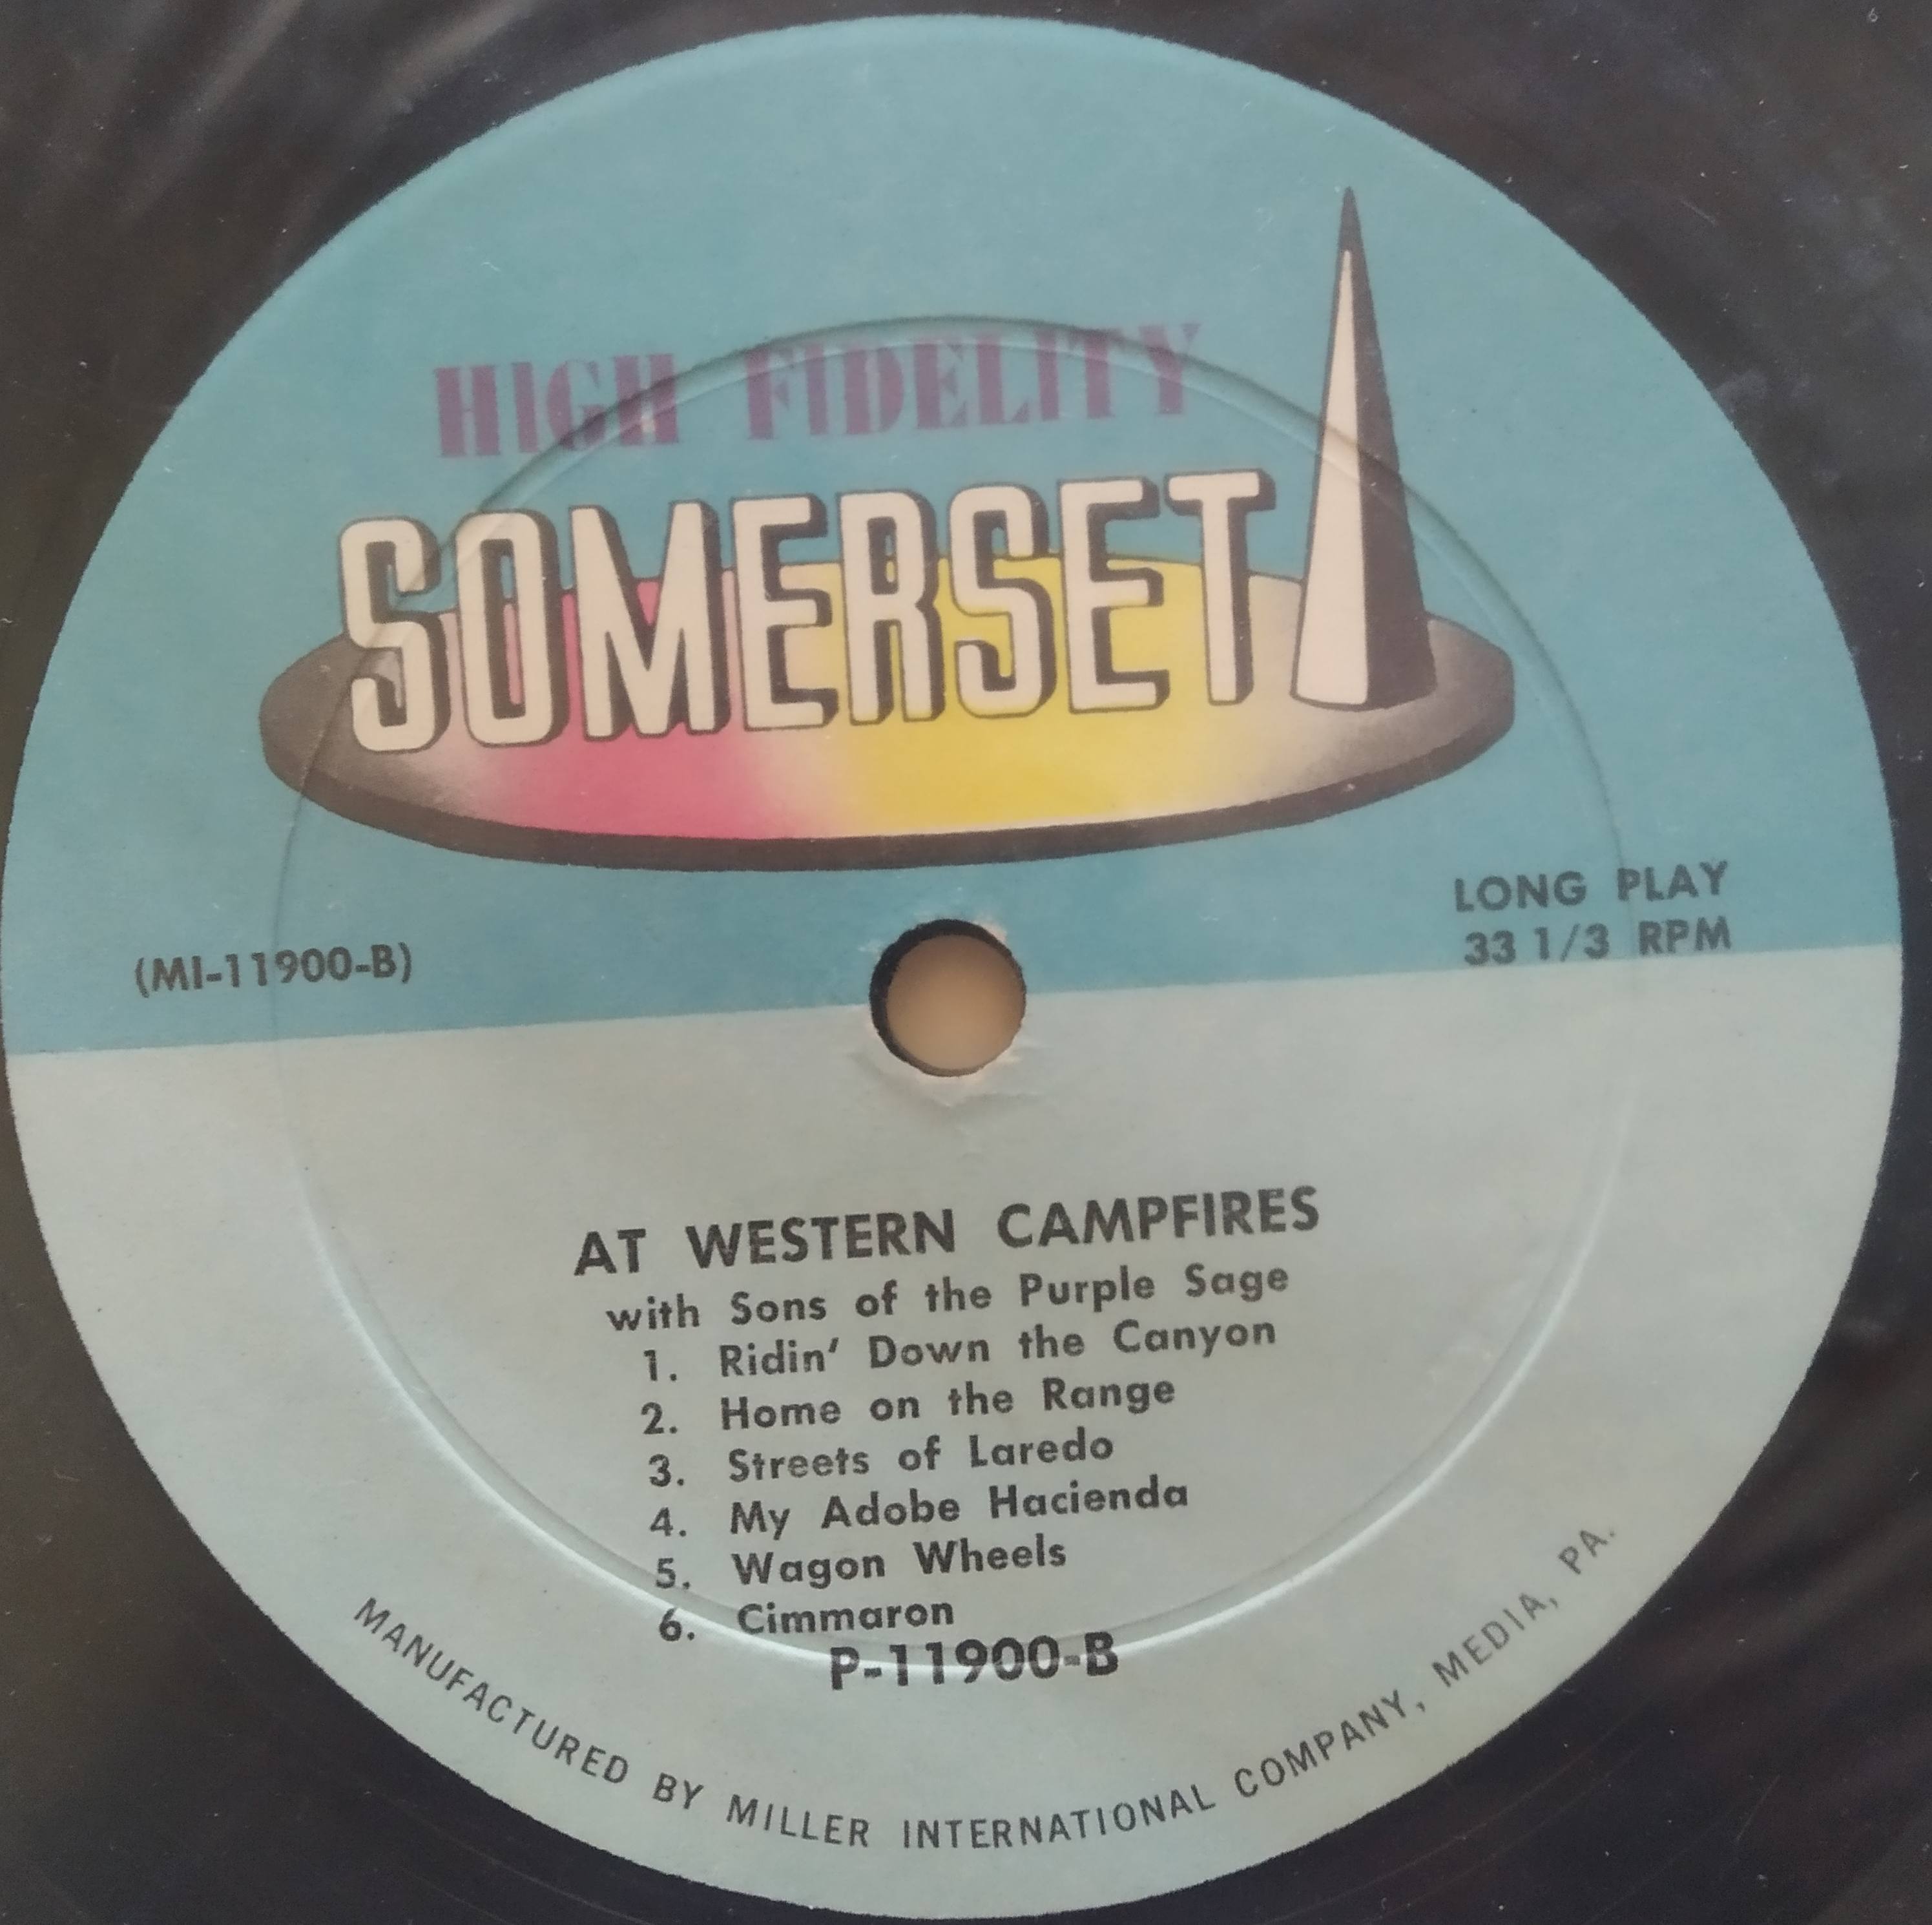 HIGH FIDELITY
SOMERSET
LONG PLAY
33 1/3 RPM
(MI-11900-B)
AT WESTERN CAMPFIRES
with Sons of the Purple Sage
1. Ridin' Down the Canyon
2. Home on the Range
3. Streets of Laredo
4. My Adobe Hacienda
5. Wagon Wheels
6. Cimmaron
P-11900-B
MANUFACTURED BY MILLER INTERNATIONAL COMPANY, MEDIA, PA.